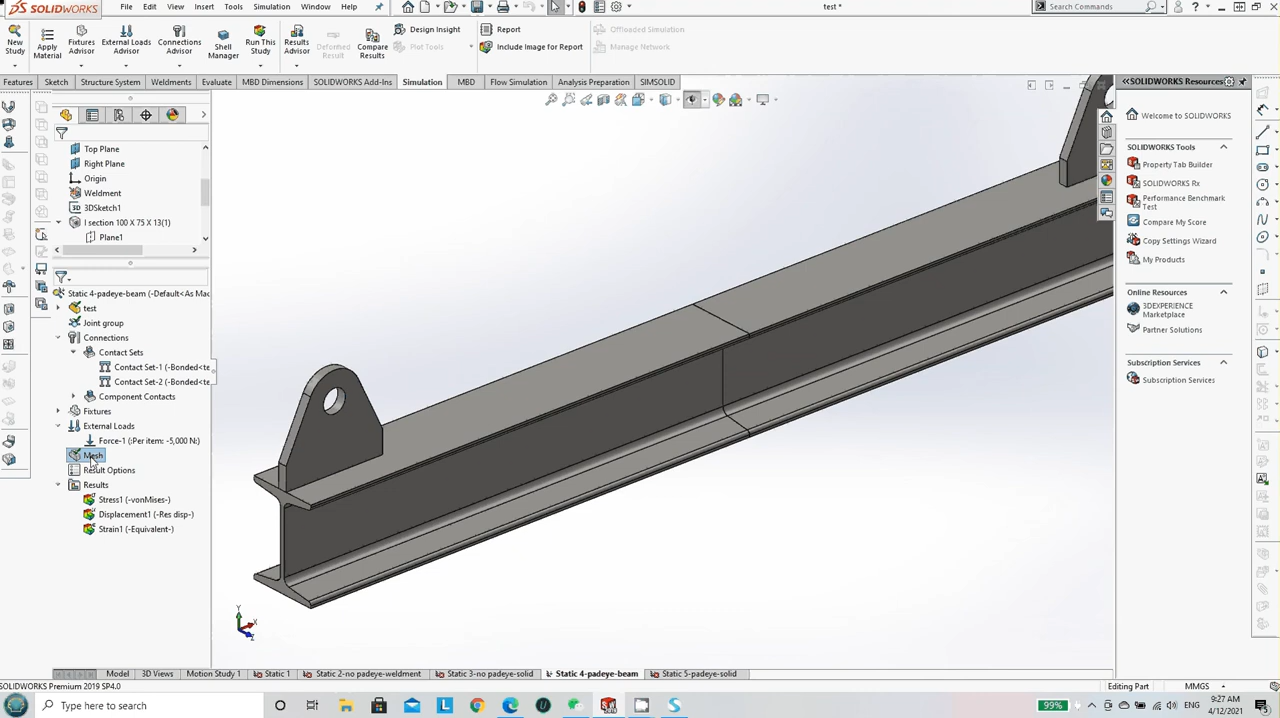 SOLIDWORKS File Edit View Insert Tools Simulation Window Help test * Search Commands
New Study Apply Material Fixtures Advisor External Loads Advisor Connections Advisor Shell Manager Run This Study Results Advisor Deformed Result Compare Results
Design Insight Report Offloaded Simulation
Plot Tools Include Image for Report Manage Network
Features Sketch Structure System Weldments Evaluate MBD Dimensions SOLIDWORKS Add-Ins Simulation MBD Flow Simulation Analysis Preparation SIMSOLID
Top Plane
Right Plane
Origin
Weldment
3DSketch1
I section 100 X 75 X 13(1)
Plane1
Static 4-padeye-beam (-Default<As Mac
test
Joint group
Connections
Contact Sets
Contact Set-1 (-Bonded<te
Contact Set-2 (-Bonded<te
Component Contacts
Fixtures
External Loads
Force-1 (:Per item: -5,000 N:)
Mesh
Result Options
Results
Stress1 (-vonMises-)
Displacement1 (-Res disp-)
Strain1 (-Equivalent-)
Y
X
Z
SOLIDWORKS Resources
Welcome to SOLIDWORKS
SOLIDWORKS Tools
Property Tab Builder
SOLIDWORKS Rx
Performance Benchmark
Test
Compare My Score
Copy Settings Wizard
My Products
Online Resources
3DEXPERIENCE
Marketplace
Partner Solutions
Subscription Services
Subscription Services
Model 3D Views Motion Study 1 Static 1 Static 2-no padeye-weldment Static 3-no padeye-solid Static 4-padeye-beam Static 5-padeye-solid
SOLIDWORKS Premium 2019 SP4.0 Editing Part MMGS
Type here to search 99% ENG 9:27 AM
4/12/2021